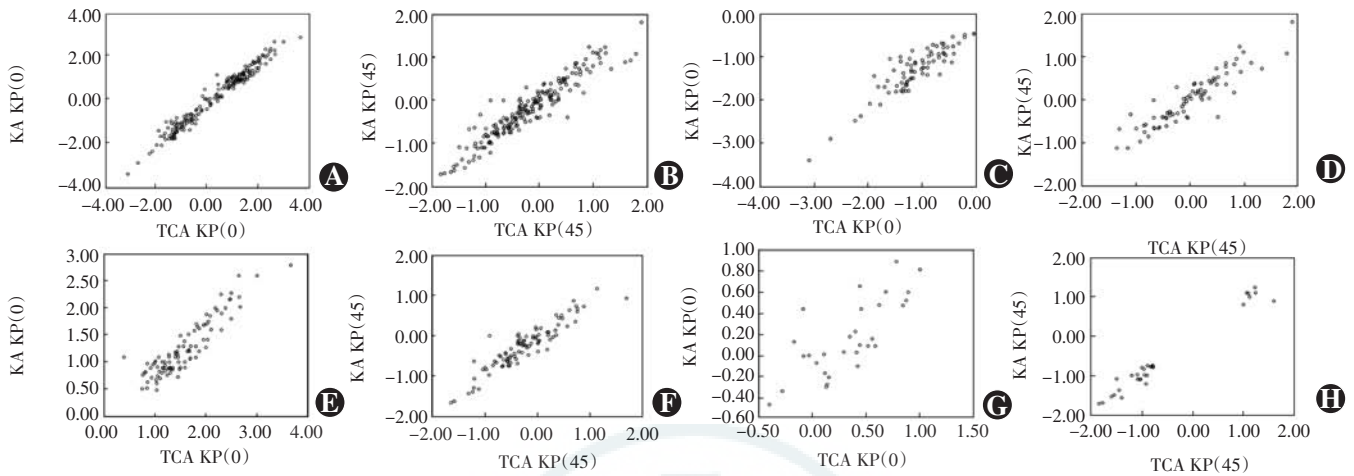 KA KP(0)
4.00
2.00
0.00
−2.00
−4.00
−4.00 −2.00 0.00 2.00 4.00
TCA KP(0)
A
KA KP(45)
2.00
1.00
0.00
−1.00
−2.00
−2.00 −1.00 0.00 1.00 2.00
TCA KP(45)
B
KA KP(0)
0.00
−1.00
−2.00
−3.00
−4.00
−4.00 −3.00 −2.00 −1.00 0.00
TCA KP(0)
C
KA KP(45)
2.00
1.00
0.00
−1.00
−2.00
−2.00 −1.00 0.00 1.00 2.00
TCA KP(45)
D
KA KP(0)
3.00
2.50
2.00
1.50
1.00
0.50
0.00
0.00 1.00 2.00 3.00 4.00
TCA KP(0)
E
KA KP(45)
2.00
1.00
0.00
−1.00
−2.00
−2.00 −1.00 0.00 1.00 2.00
TCA KP(45)
F
KA KP(0)
1.00
0.80
0.60
0.40
0.20
0.00
−0.20
−0.40
−0.60
−0.50 0.00 0.50 1.00 1.50
TCA KP(0)
G
KA KP(45)
2.00
1.00
0.00
−1.00
−2.00
−2.00 −1.00 0.00 1.00 2.00
TCA KP(45)
H